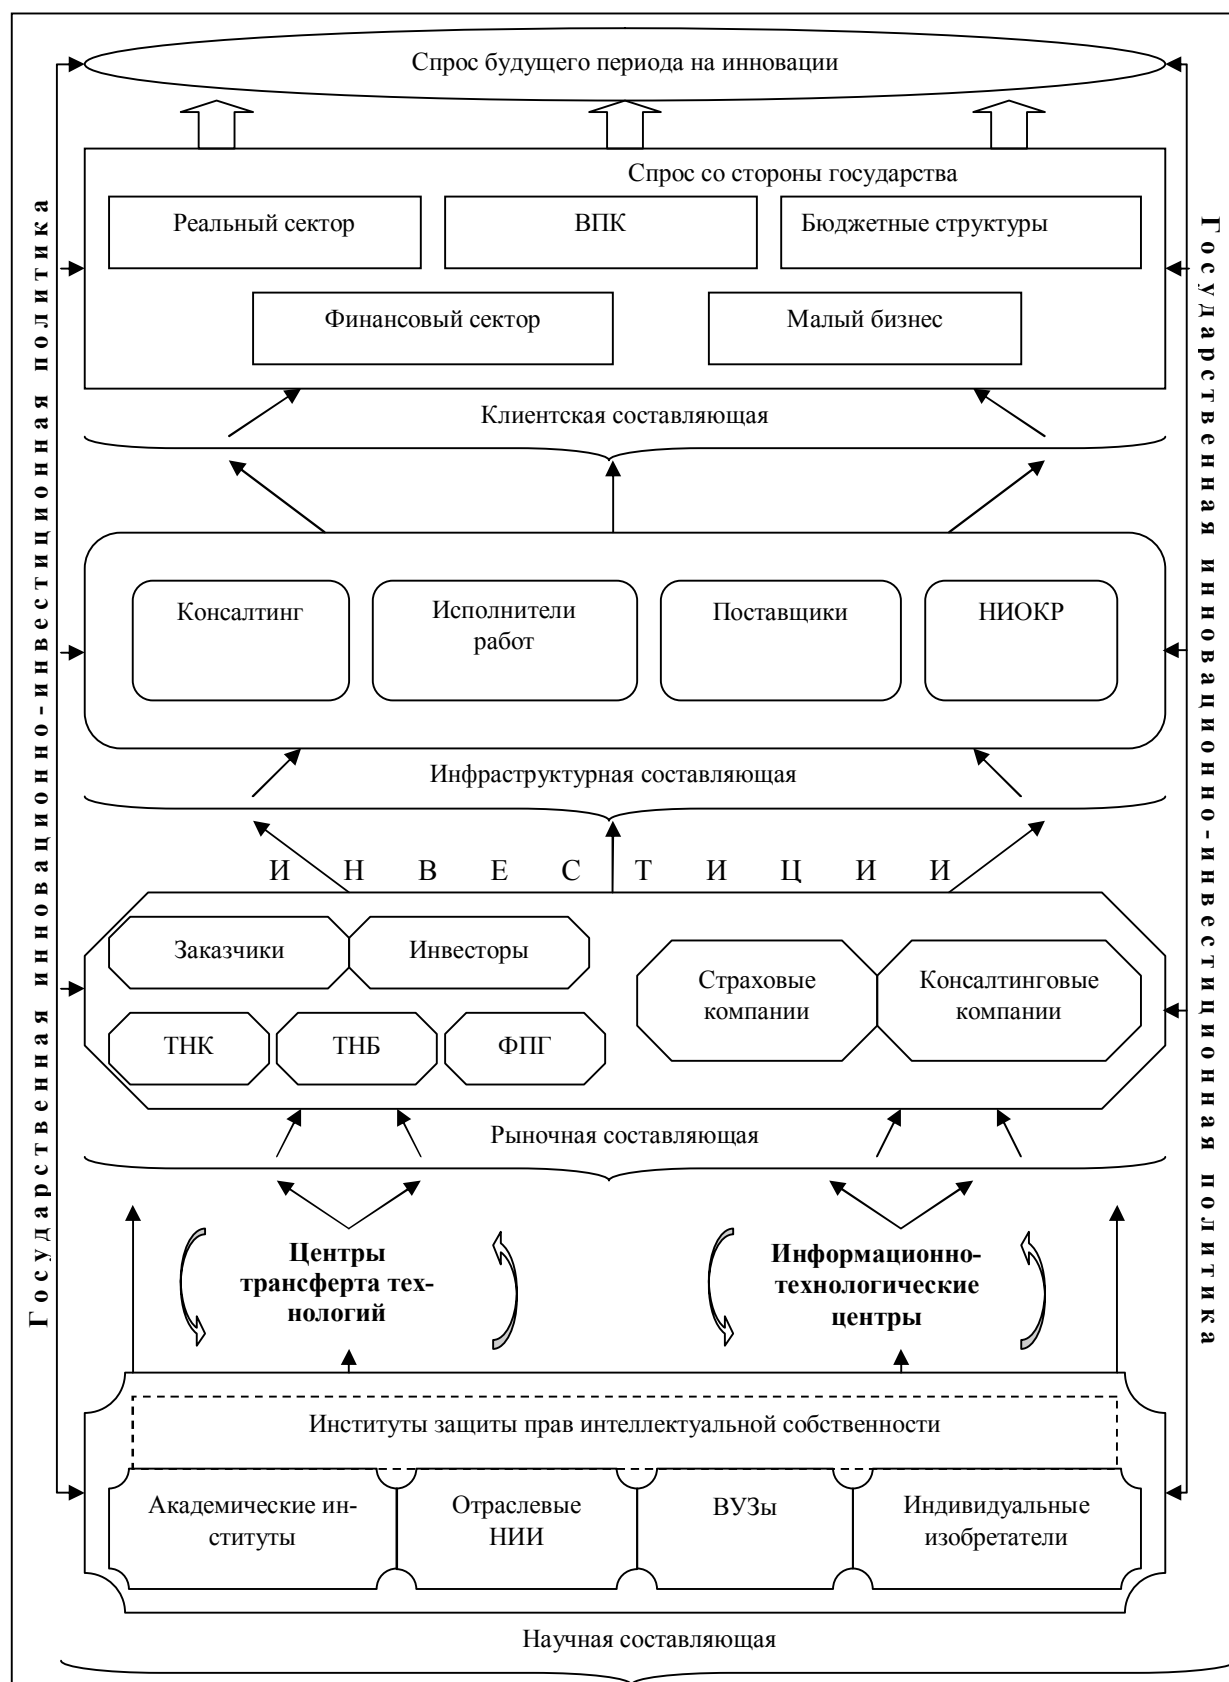 Спрос будущего периода на инновации
Спрос со стороны государства
Реальный сектор
ВПК
Бюджетные структуры
Финансовый сектор
Малый бизнес
Клиентская составляющая
Консалтинг
Исполнители
работ
Поставщики
НИОКР
Инфраструктурная составляющая
И Н В Е С Т И Ц И И
Заказчики
Инвесторы
Страховые
компании
Консалтинговые
компании
ТНК
ТНБ
ФПГ
Рыночная составляющая
Центры
трансферта тех-
нологий
Информационно-
технологические
центры
Институты защиты прав интеллектуальной собственности
Академические ин-
ституты
Отраслевые
НИИ
ВУЗы
Индивидуальные
изобретатели
Научная составляющая
Государственная инновационно-инвестиционная политика
Государственная инновационно-инвестиционная политика